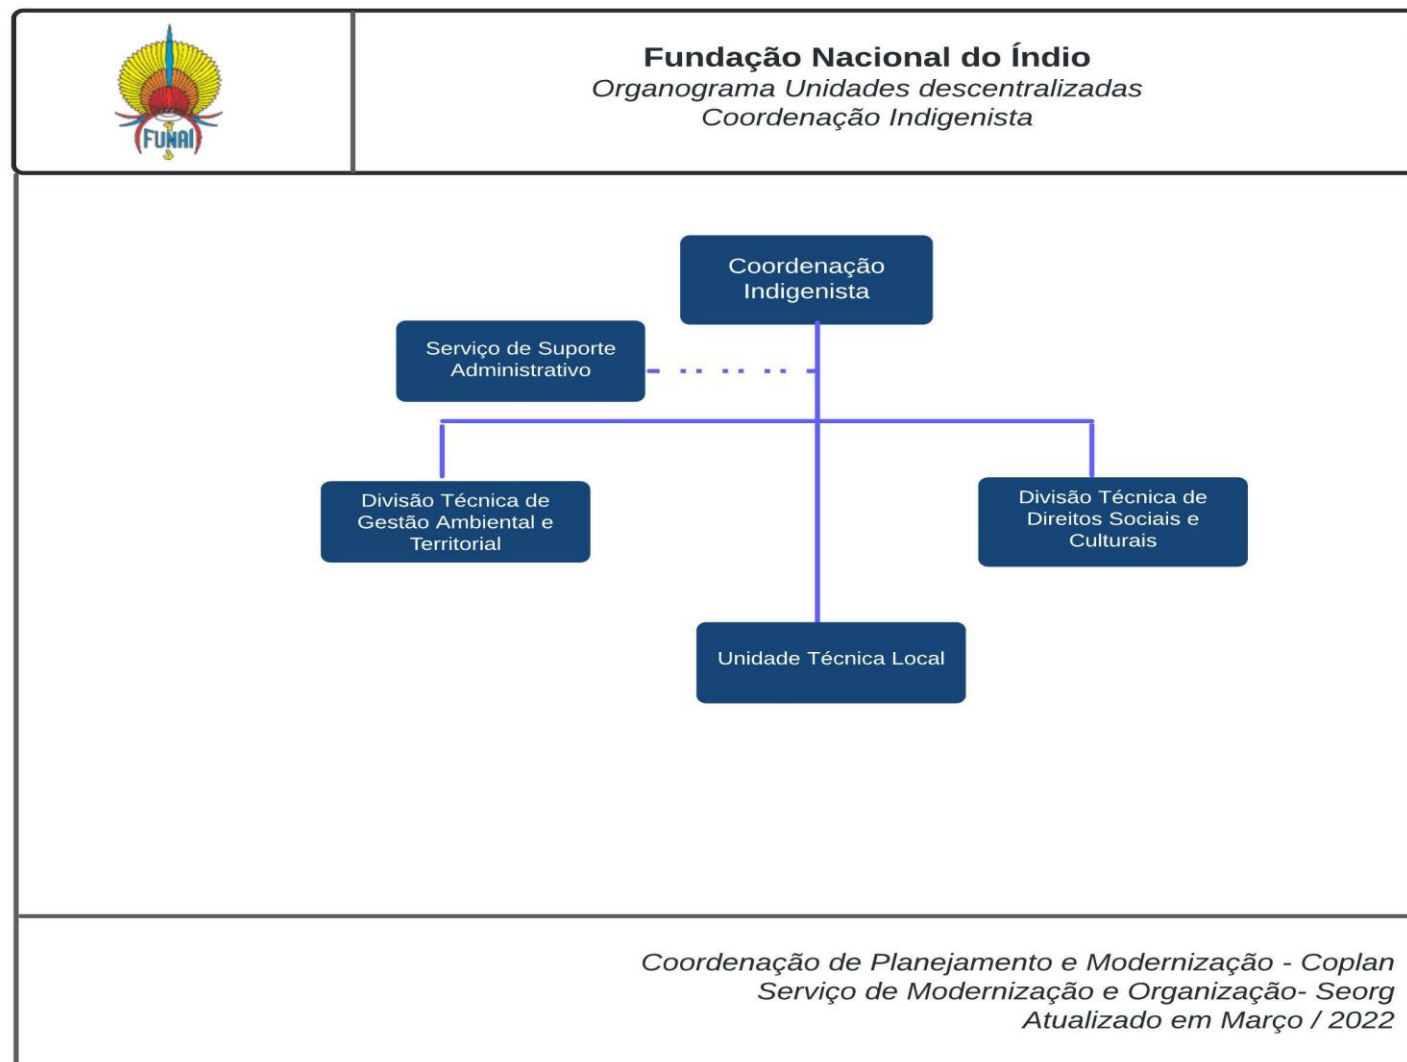 FUNAI
Fundação Nacional do Índio
Organograma Unidades descentralizadas
Coordenação Indigenista
Coordenação
Indigenista
Serviço de Suporte
Administrativo
Divisão Técnica de
Gestão Ambiental e
Territorial
Divisão Técnica de
Direitos Sociais e
Culturais
Unidade Técnica Local
Coordenação de Planejamento e Modernização - Coplan
Serviço de Modernização e Organização- Seorg
Atualizado em Março / 2022